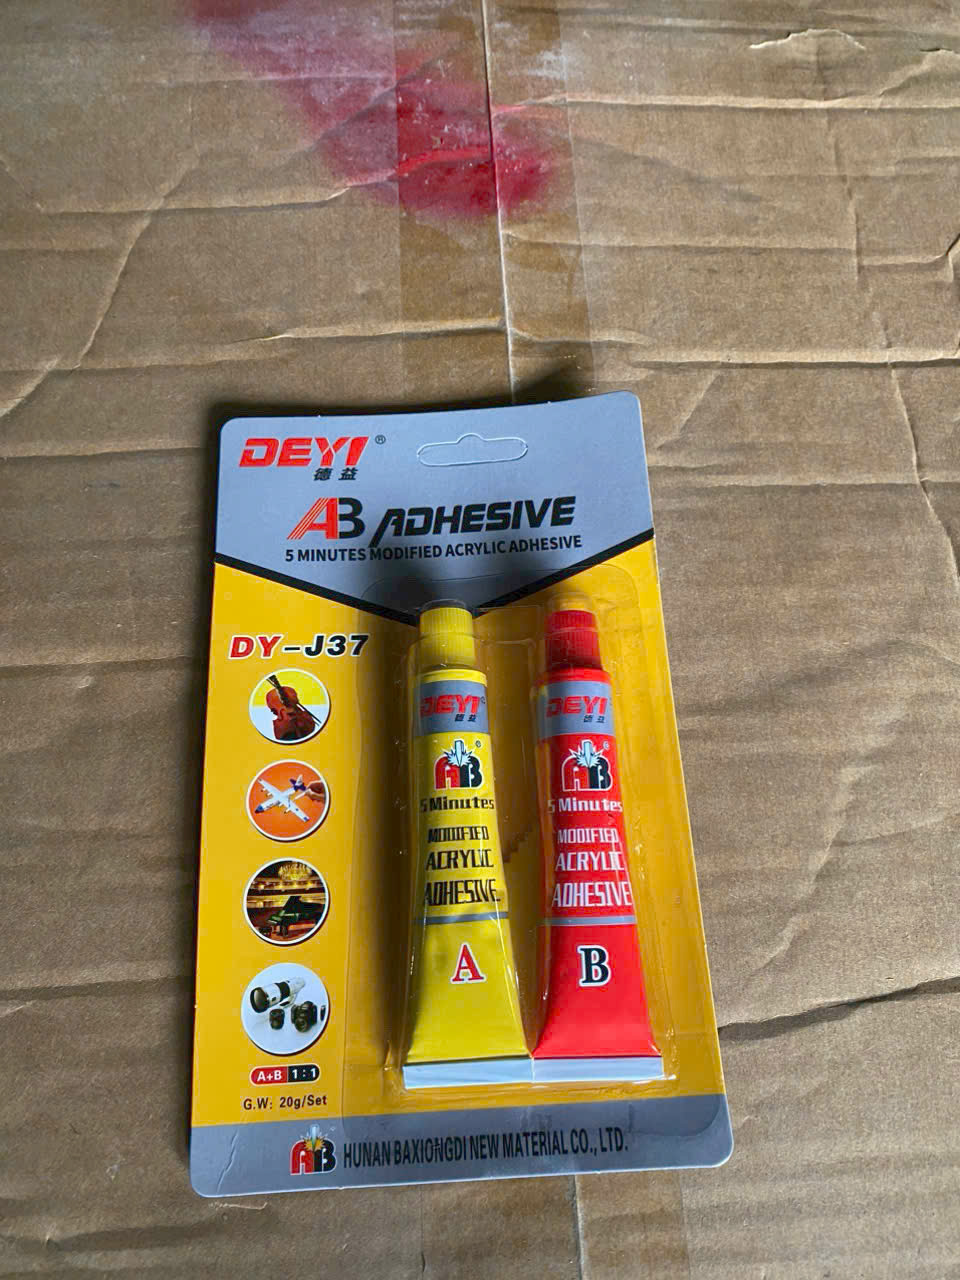 DEYI®
德益
AB ADHESIVE
5 MINUTES MODIFIED ACRYLIC ADHESIVE
DY-J37
DEYI
德益
AB®
5 Minutes
MODIFIED
ACRYLIC
ADHESIVE
A
DEYI
德益
AB®
5 Minutes
MODIFIED
ACRYLIC
ADHESIVE
B
A+B 1:1
G.W: 20g/Set
AB HUNAN BAXIONGDI NEW MATERIAL CO., LTD.